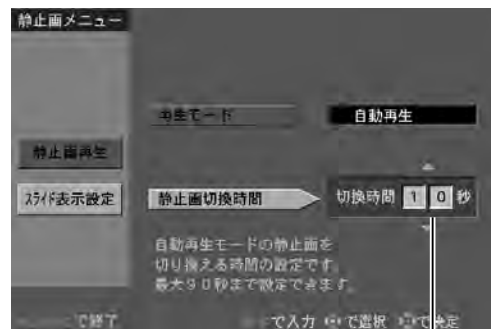 静止画メニュー
再生モード
自動再生
静止画再生
スライド表示設定
静止画切換時間
切換時間 1 0 秒
自動再生モードの静止画を
切り換える時間の設定です。
最大90秒まで設定できます。
で終了
で入力 で選択 で決定